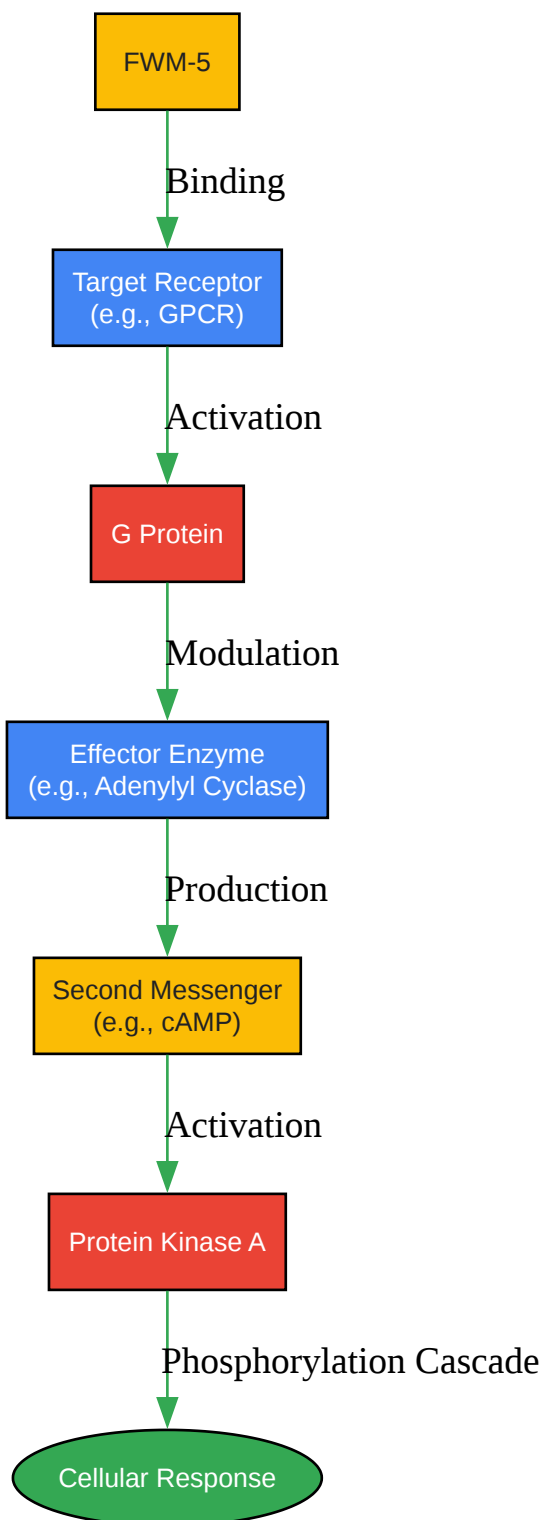 FWM-5
Binding
Target Receptor
(e.g., GPCR)
Activation
G Protein
Modulation
Effector Enzyme
(e.g., Adenylyl Cyclase)
Production
Second Messenger
(e.g., cAMP)
Activation
Protein Kinase A
Phosphorylation Cascade
Cellular Response